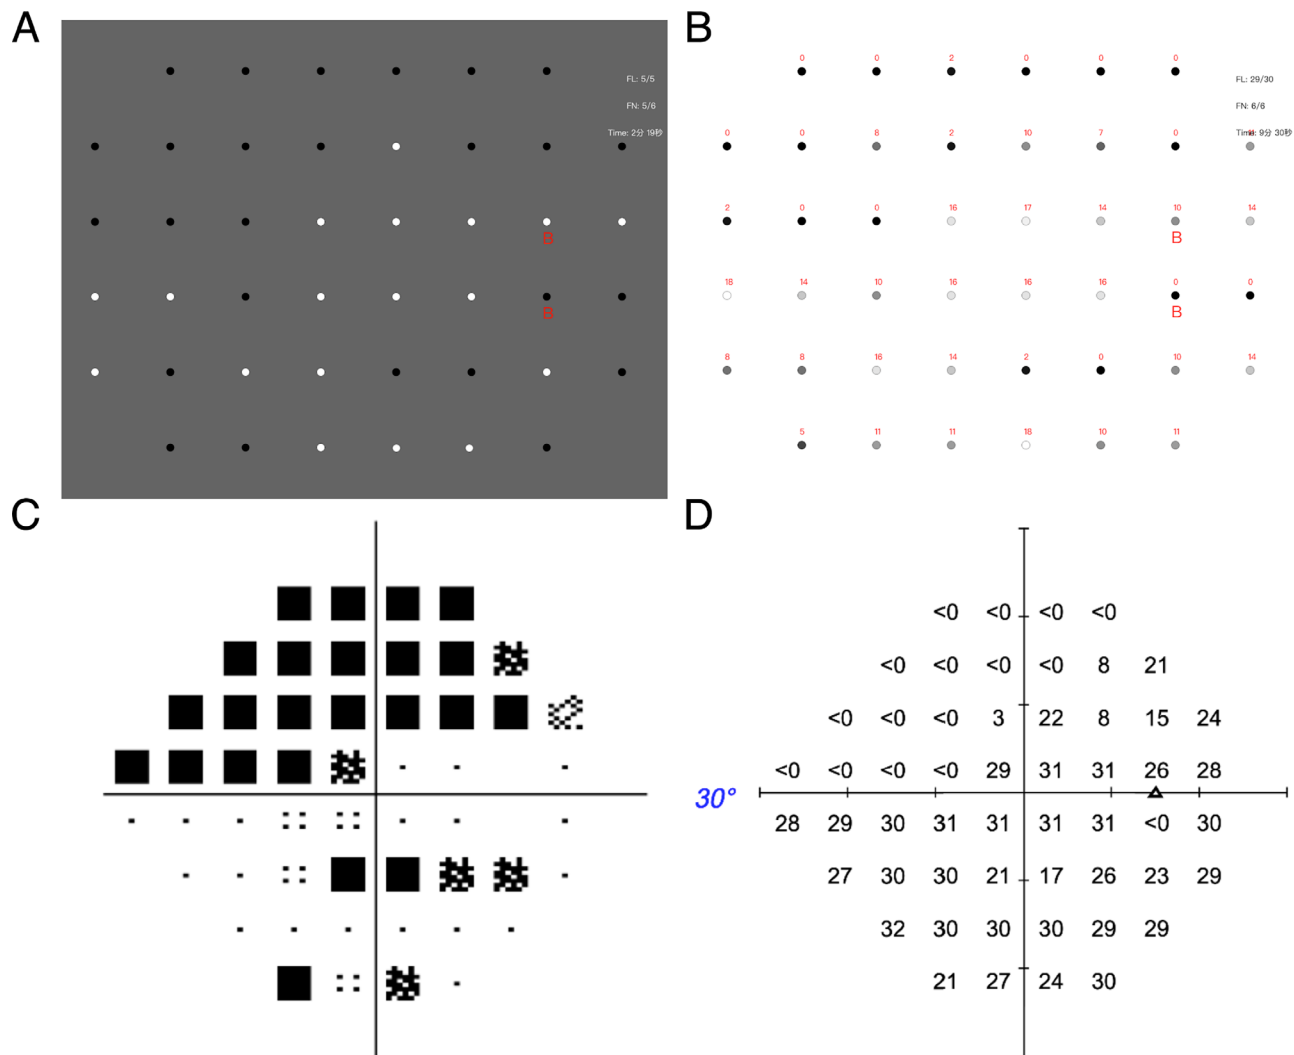 A
FL: 5/5
FN: 5/6
Time: 2分 19秒
B
B
B
0 0 2 0 0 0
FL: 29/30
FN: 6/6
Time: 9分 30秒
0 0 8 2 10 7 0
2 0 0 16 17 14 10 14
B
18 14 10 16 16 16 0 0
B
8 8 16 14 2 0 10 14
5 11 11 18 10 11
C
D
<0 <0 <0 <0
<0 <0 <0 <0 8 21
<0 <0 <0 3 22 8 15 24
<0 <0 <0 <0 29 31 31 26 28
30°
28 29 30 31 31 31 31 <0 30
27 30 30 21 17 26 23 29
32 30 30 30 29 29
21 27 24 30